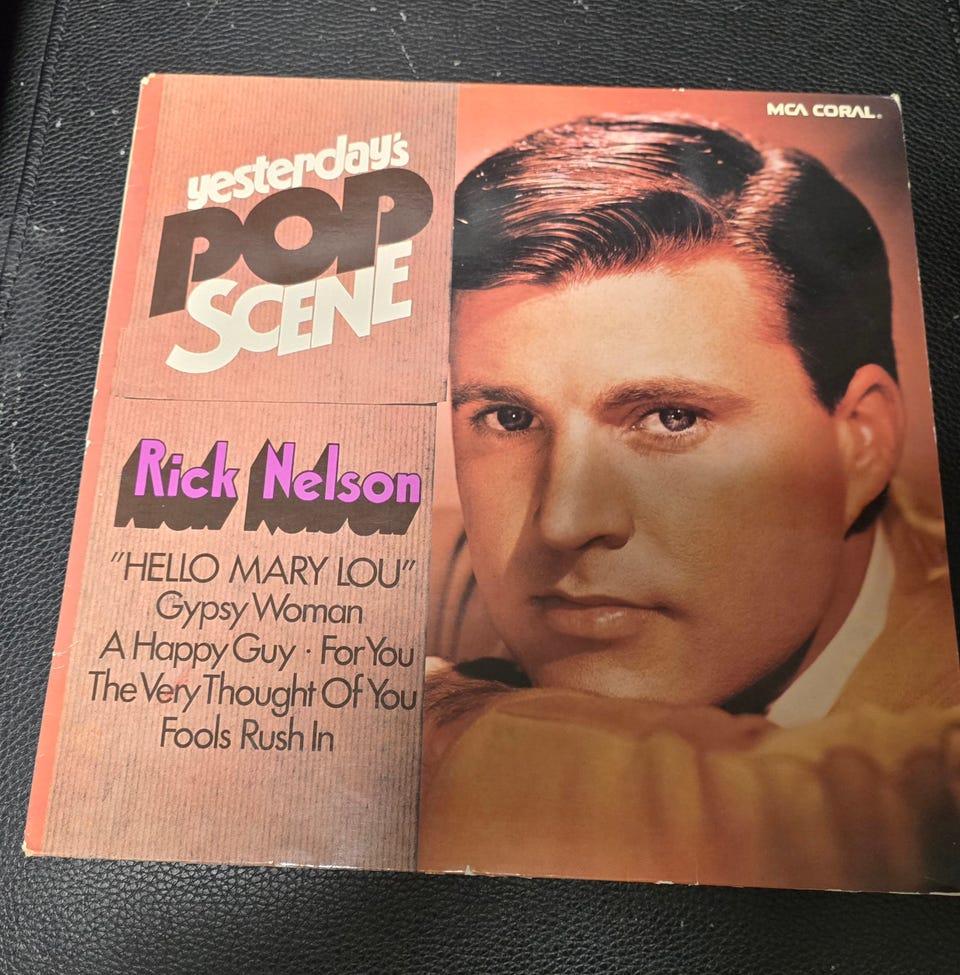 MCA CORAL®
yesterday's
POP
SCENE
Rick Nelson
"HELLO MARY LOU"
Gypsy Woman
A Happy Guy · For You
The Very Thought Of You
Fools Rush In